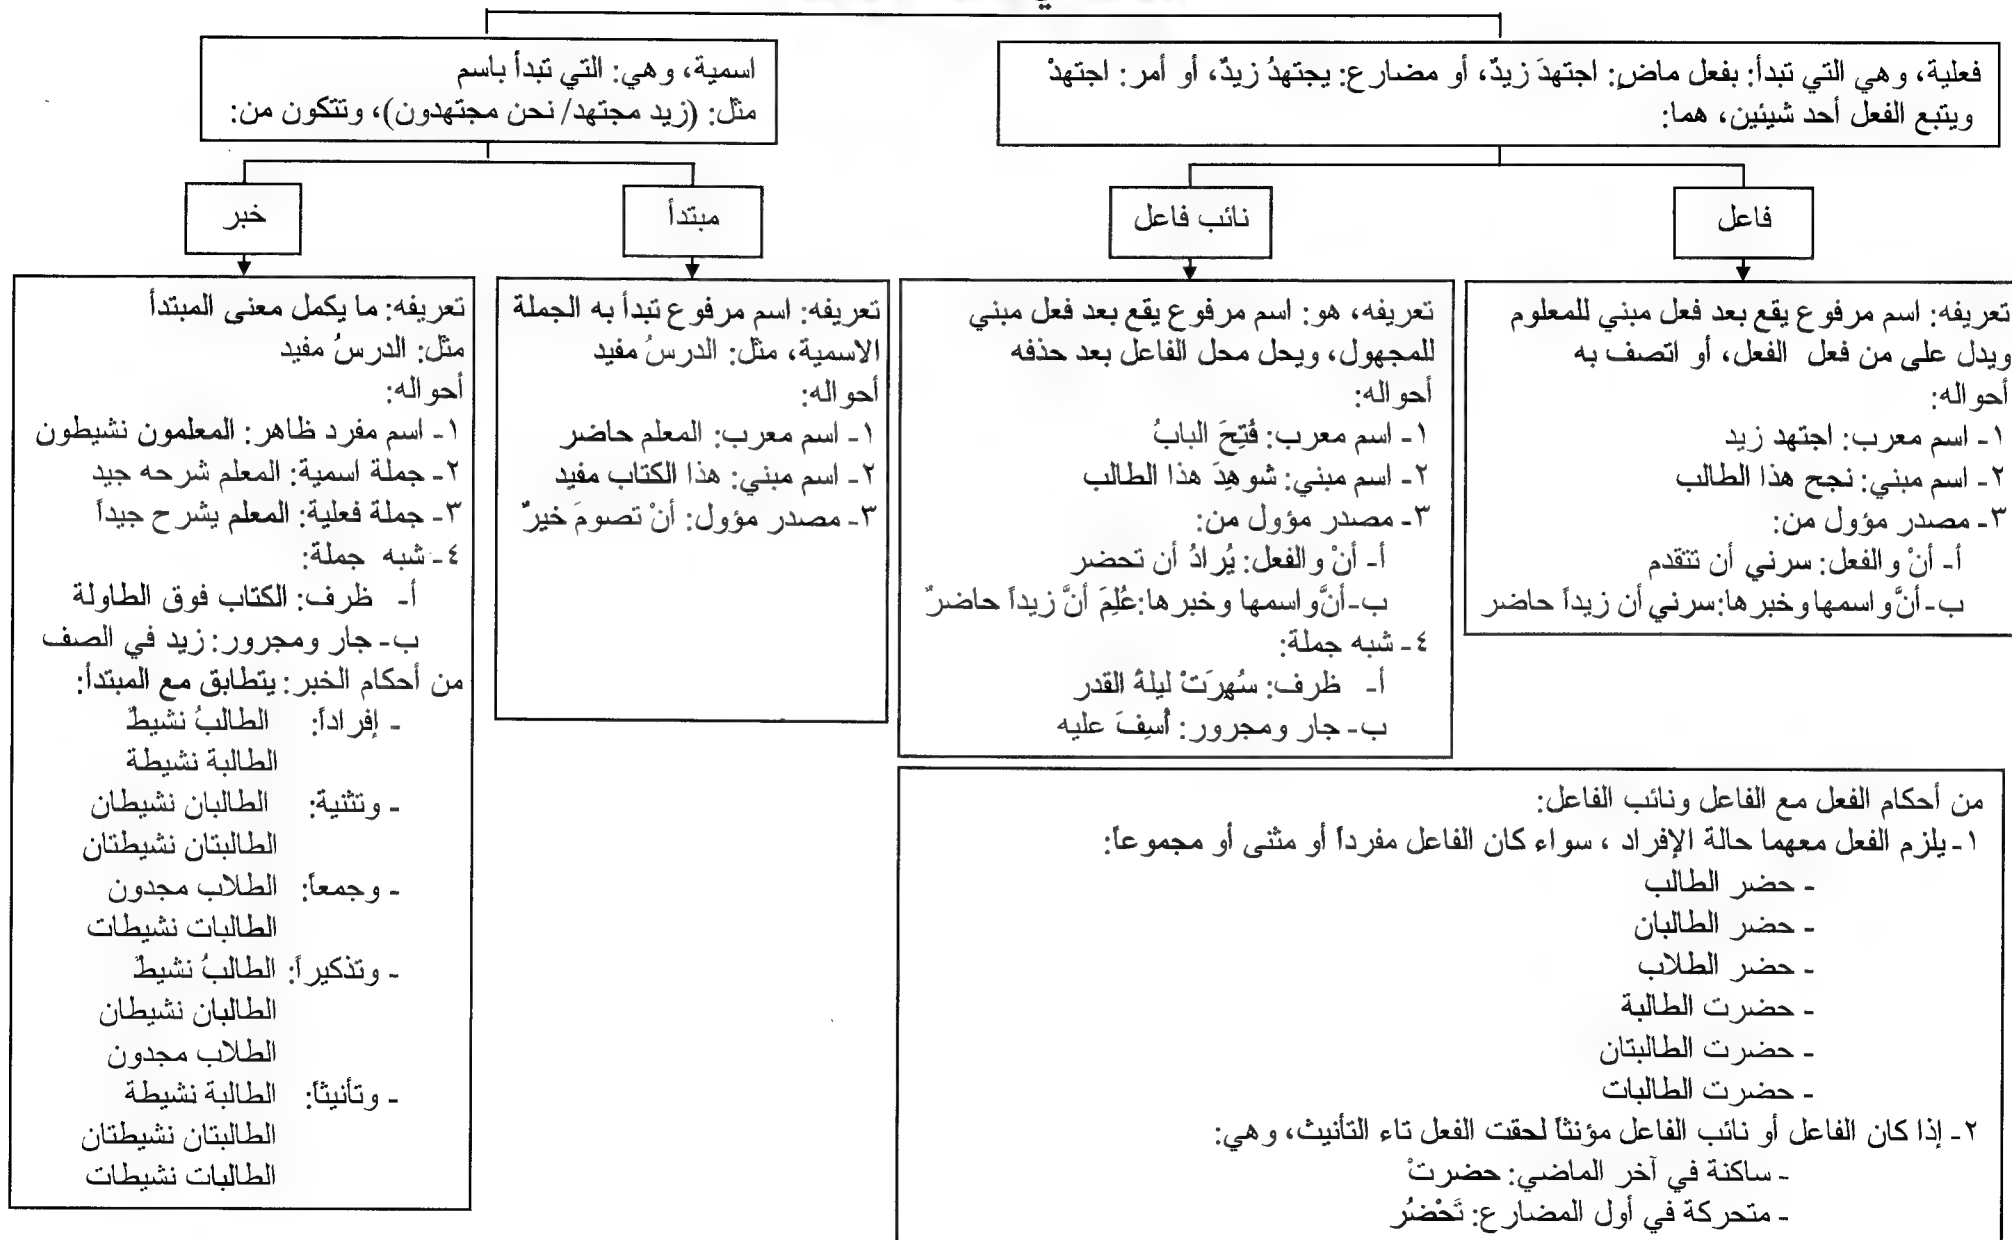 فعلية، وهي التي تبدأ: بفعل ماضٍ: اجتهدَ زيدٌ، أو مضارع: يجتهدُ زيدٌ، أو أمر: اجتهدْ
ويتبع الفعل أحد شيئين، هما:
فاعل
تعريفه: اسم مرفوع يقع بعد فعل مبني للمعلوم
ويدل على من فعل الفعل، أو اتصف به
أحواله:
١- اسم معرب: اجتهد زيد
٢- اسم مبني: نجح هذا الطالب
٣- مصدر مؤول من:
أ- أنْ والفعل: سرني أن تتقدم
ب- أنَّ واسمها وخبرها: سرني أن زيداً حاضر
نائب فاعل
تعريفه، هو: اسم مرفوع يقع بعد فعل مبني
للمجهول، ويحل محل الفاعل بعد حذفه
أحواله:
١- اسم معرب: فُتِحَ البابُ
٢- اسم مبني: شوهِدَ هذا الطالب
٣- مصدر مؤول من:
أ- أنْ والفعل: يُرادُ أن تحضر
ب- أنَّ واسمها وخبرها: عُلِمَ أنَّ زيداً حاضرٌ
٤- شبه جملة:
أ- ظرف: سُهِرَتْ ليلةُ القدر
ب- جار ومجرور: أُسِفَ عليه
من أحكام الفعل مع الفاعل ونائب الفاعل:
١- يلزم الفعل معهما حالة الإفراد ، سواء كان الفاعل مفرداً أو مثنى أو مجموعاً:
- حضر الطالب
- حضر الطالبان
- حضر الطلاب
- حضرت الطالبة
- حضرت الطالبتان
- حضرت الطالبات
٢- إذا كان الفاعل أو نائب الفاعل مؤنثاً لحقت الفعل تاء التأنيث، وهي:
- ساكنة في آخر الماضي: حضرتْ
- متحركة في أول المضارع: تَحْضرُ
اسمية، وهي: التي تبدأ باسم
مثل: (زيد مجتهد/ نحن مجتهدون)، وتتكون من:
مبتدأ
تعريفه: اسم مرفوع تبدأ به الجملة
الاسمية، مثل: الدرسُ مفيد
أحواله:
١- اسم معرب: المعلم حاضر
٢- اسم مبني: هذا الكتاب مفيد
٣- مصدر مؤول: أنْ تصومَ خيرٌ
خبر
تعريفه: ما يكمل معنى المبتدأ
مثل: الدرسُ مفيد
أحواله:
١- اسم مفرد ظاهر: المعلمون نشيطون
٢- جملة اسمية: المعلم شرحه جيد
٣- جملة فعلية: المعلم يشرح جيداً
٤- شبه جملة:
أ- ظرف: الكتاب فوق الطاولة
ب- جار ومجرور: زيد في الصف
من أحكام الخبر: يتطابق مع المبتدأ:
- إفراداً: الطالبُ نشيطٌ
الطالبة نشيطة
- وتثنية: الطالبان نشيطان
الطالبتان نشيطتان
- وجمعاً: الطلاب مجدون
الطالبات نشيطات
- وتذكيراً: الطالبُ نشيطٌ
الطالبان نشيطان
الطلاب مجدون
- وتأنيثاً: الطالبة نشيطة
الطالبتان نشيطتان
الطالبات نشيطات